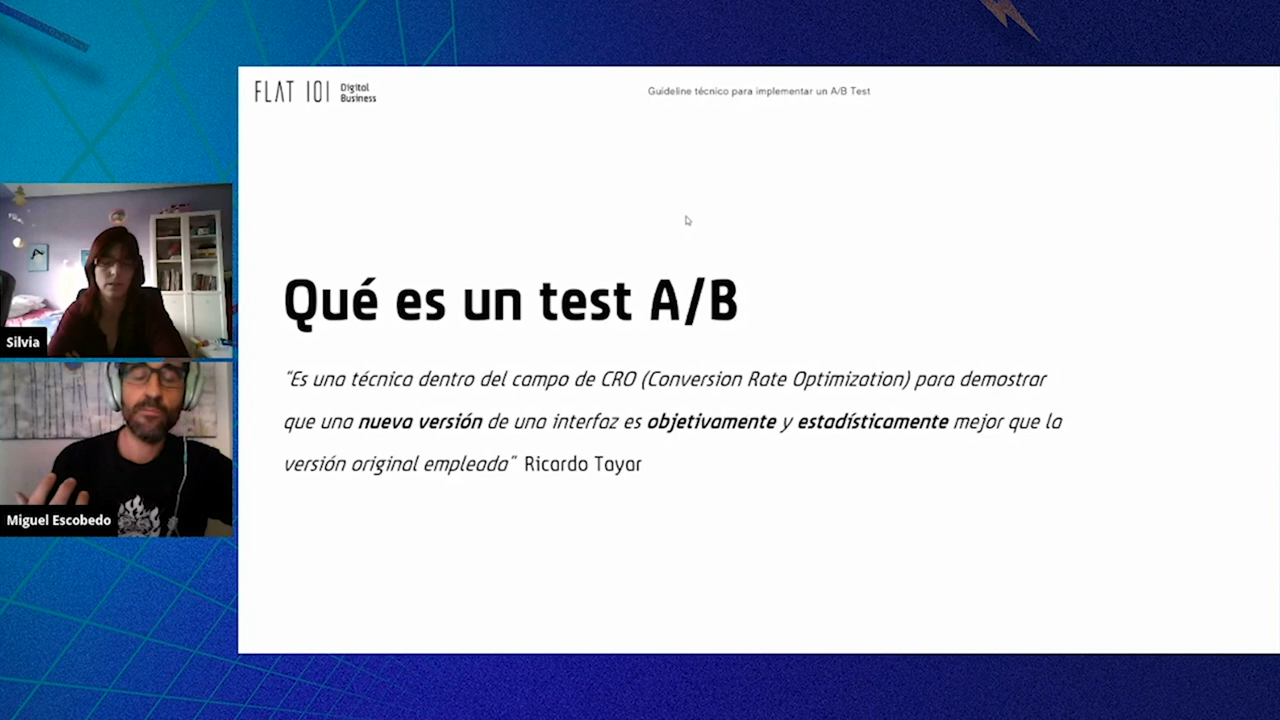 FLAT 101 Digital
Business
Guideline técnico para implementar un A/B Test
Qué es un test A/B
"Es una técnica dentro del campo de CRO (Conversion Rate Optimization) para demostrar
que una nueva versión de una interfaz es objetivamente y estadísticamente mejor que la
versión original empleada" Ricardo Tayar
Silvia
Miguel Escobedo